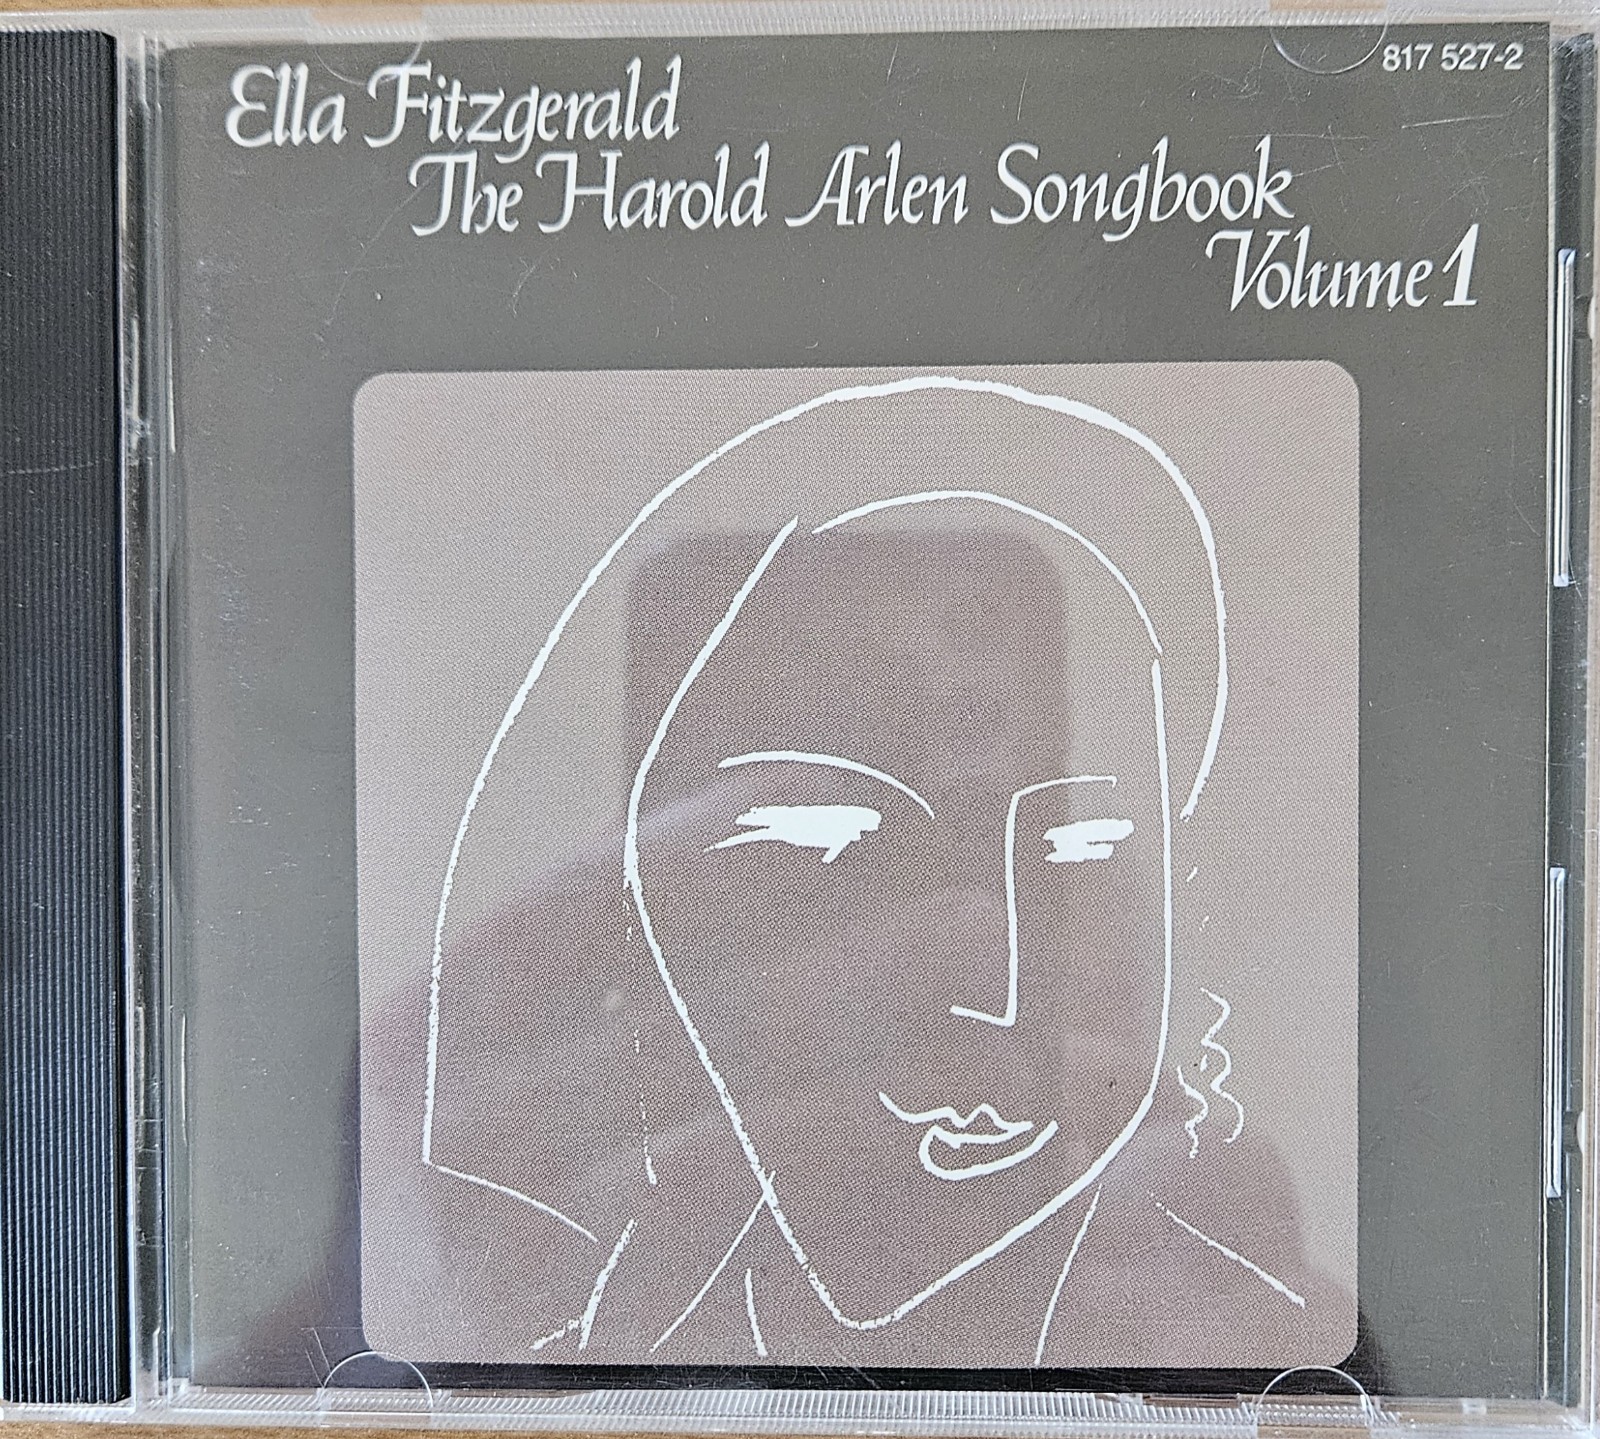 817 527-2
Ella Fitzgerald
The Harold Arlen Songbook
Volume 1